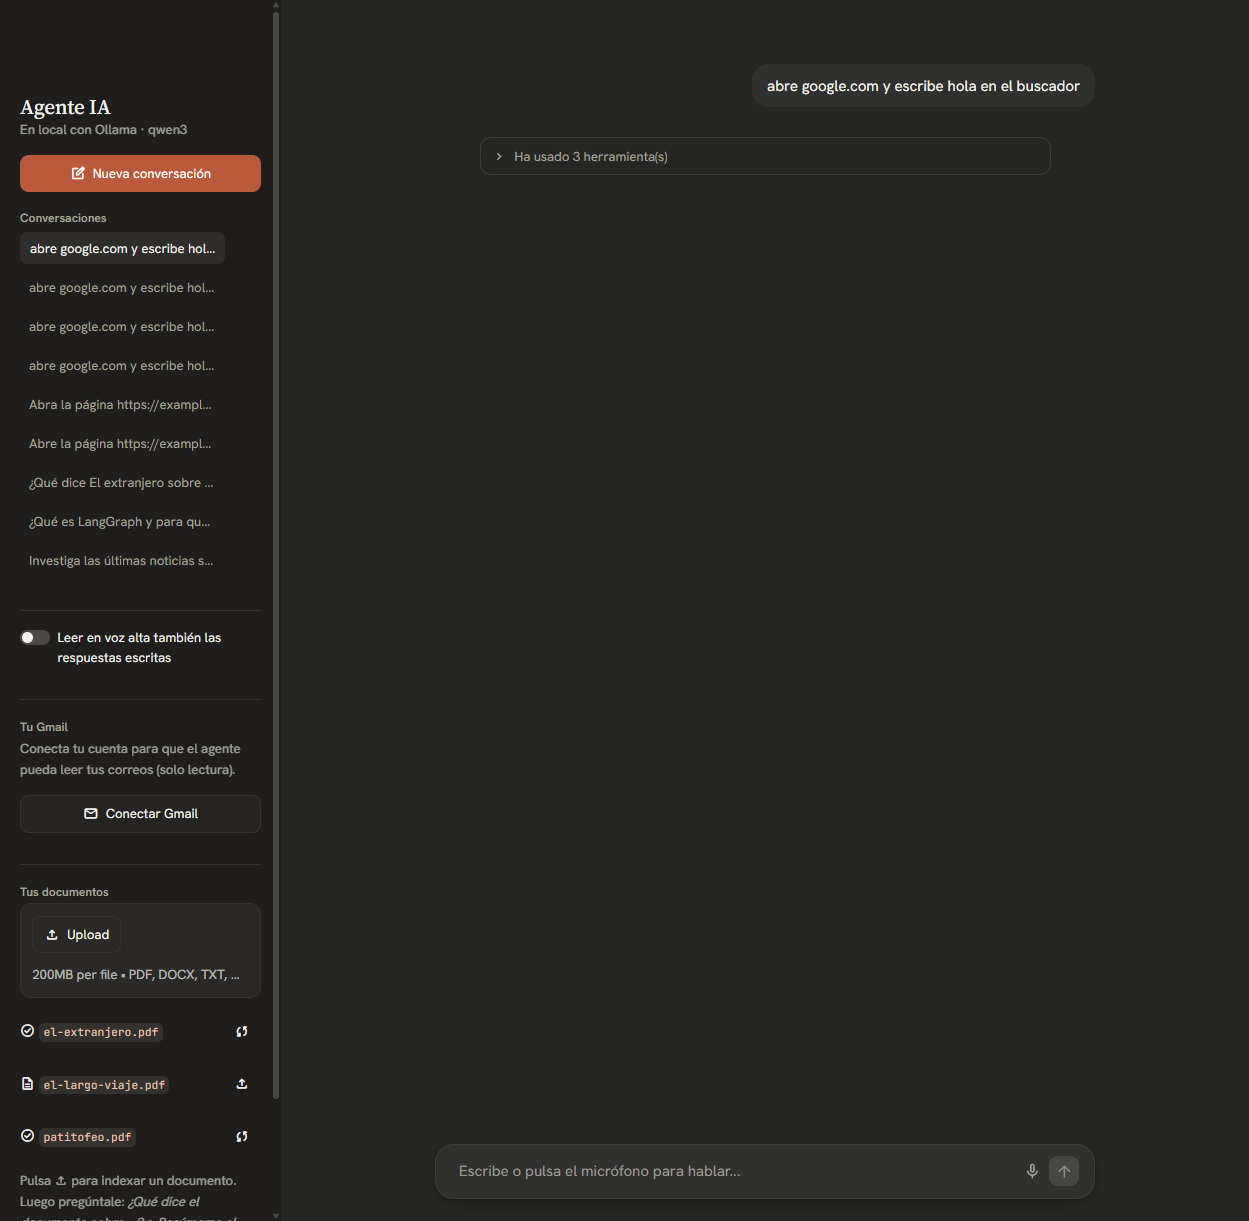 Agente IA
En local con Ollama · qwen3
Nueva conversación
Conversaciones
abre google.com y escribe hol...
abre google.com y escribe hol...
abre google.com y escribe hol...
abre google.com y escribe hol...
Abra la página https://exampl...
Abre la página https://exampl...
¿Qué dice El extranjero sobre ...
¿Qué es LangGraph y para qu...
Investiga las últimas noticias s...
Leer en voz alta también las
respuestas escritas
Tu Gmail
Conecta tu cuenta para que el agente
pueda leer tus correos (solo lectura).
Conectar Gmail
Tus documentos
Upload
200MB per file • PDF, DOCX, TXT, ...
el-extranjero.pdf
el-largo-viaje.pdf
patitofeo.pdf
Pulsa para indexar un documento.
Luego pregúntale: ¿Qué dice el
abre google.com y escribe hola en el buscador
Ha usado 3 herramienta(s)
Escribe o pulsa el micrófono para hablar...